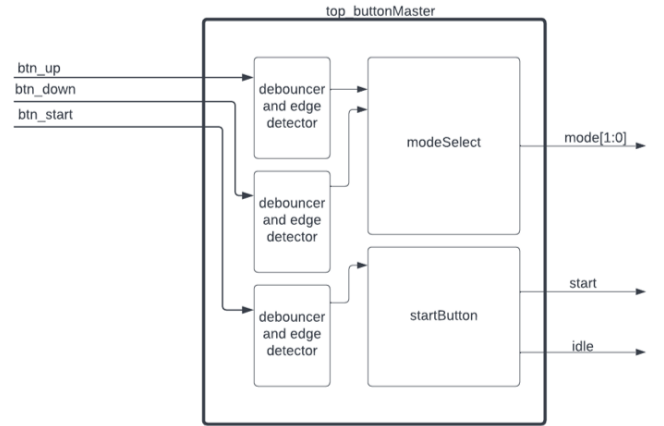 top_buttonMaster
btn_up
btn_down
btn_start
debouncer
and edge
detector
debouncer
and edge
detector
debouncer
and edge
detector
modeSelect
startButton
mode[1:0]
start
idle